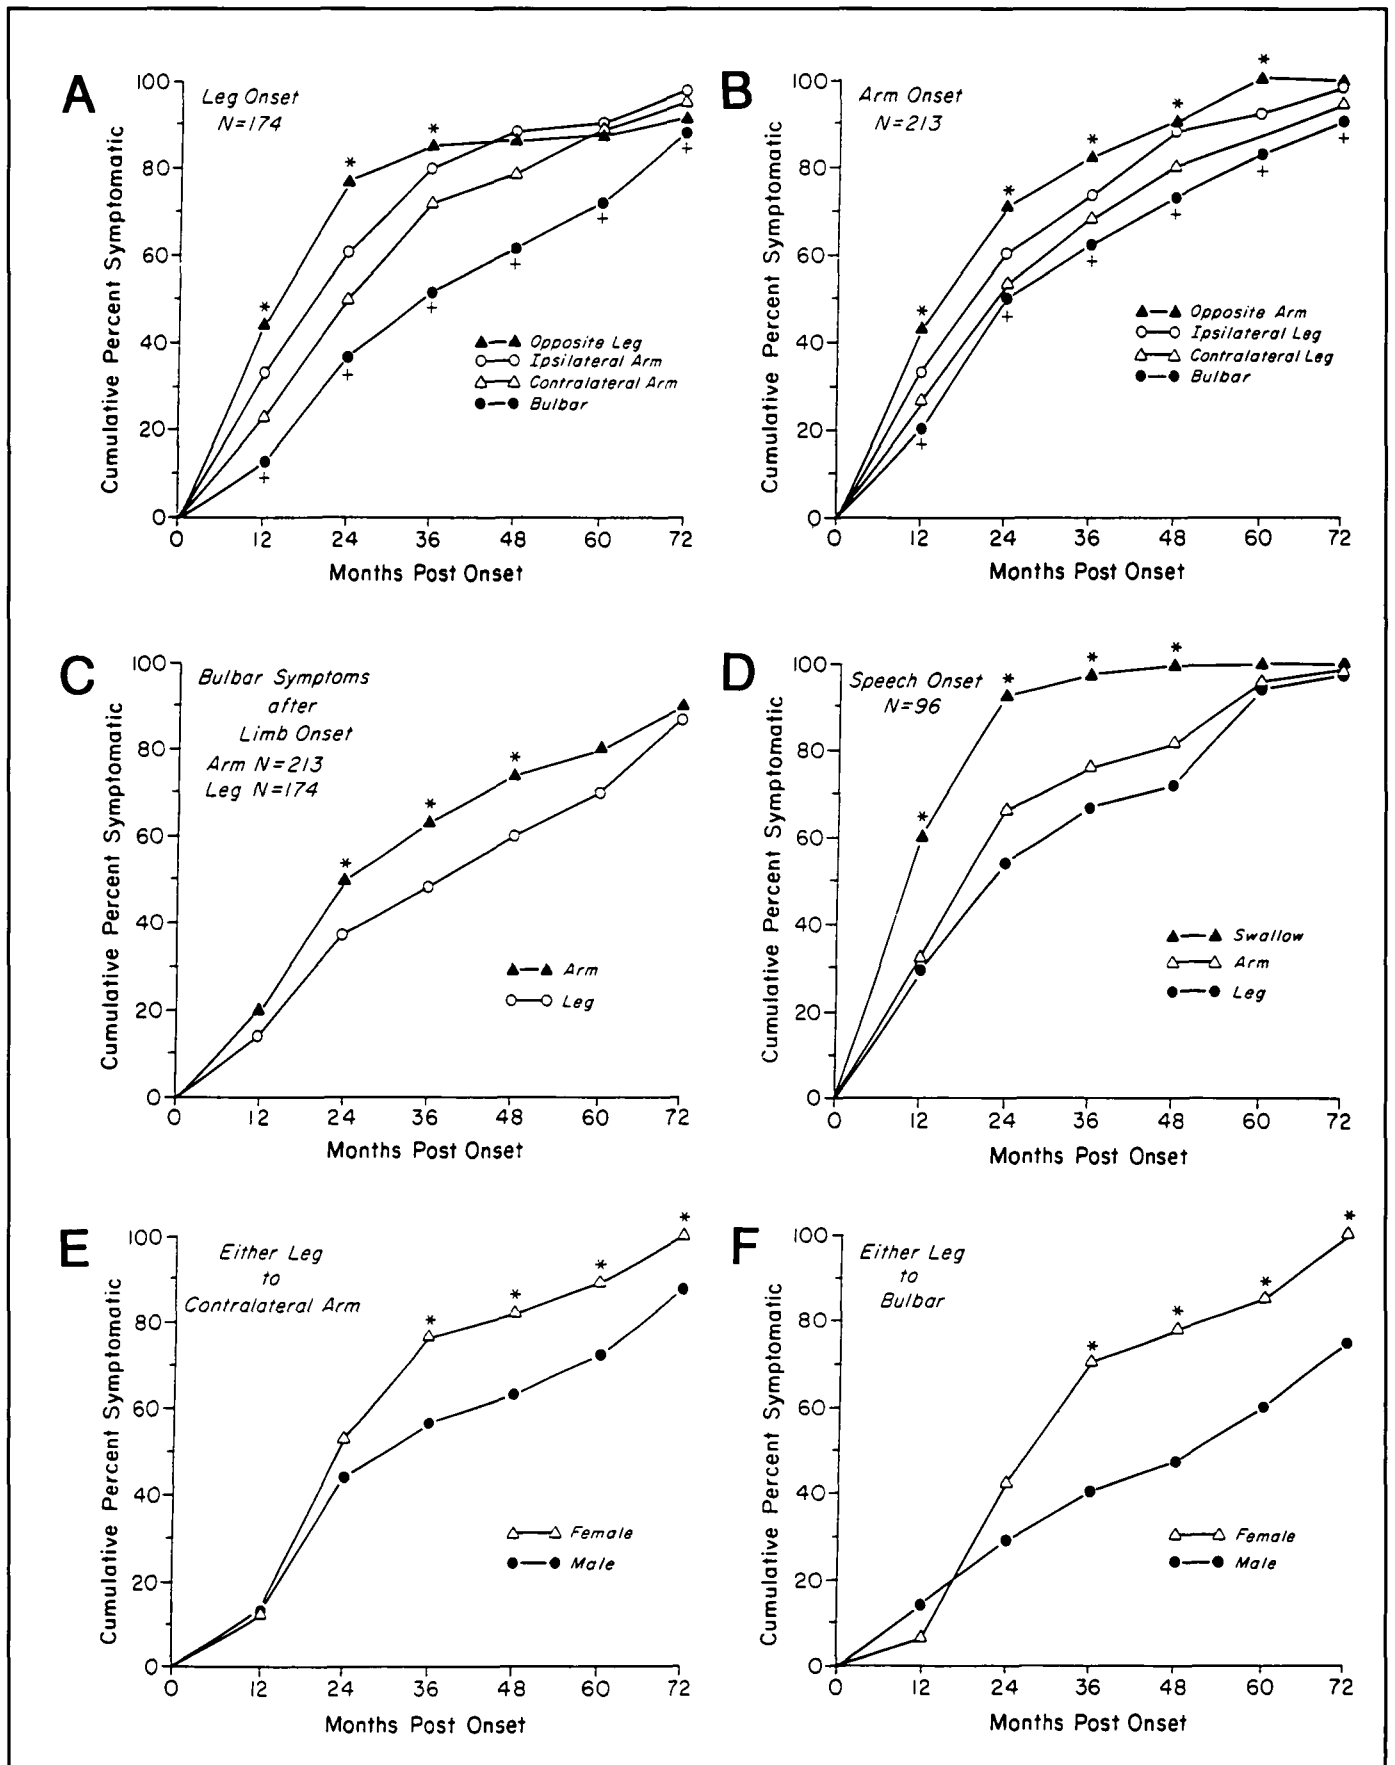 A
Leg Onset
N=174
Cumulative Percent Symptomatic
100
80
60
40
20
0
0 12 24 36 48 60 72
Months Post Onset
* * *
+ + + + + +
Opposite Leg
Ipsilateral Arm
Contralateral Arm
Bulbar
B
Arm Onset
N=213
Cumulative Percent Symptomatic
100
80
60
40
20
0
0 12 24 36 48 60 72
Months Post Onset
* * * * *
+ + + + + +
Opposite Arm
Ipsilateral Leg
Contralateral Leg
Bulbar
C
Bulbar Symptoms
after
Limb Onset
Arm N=213
Leg N=174
Cumulative Percent Symptomatic
100
80
60
40
20
0
0 12 24 36 48 60 72
Months Post Onset
* * *
Arm
Leg
D
Speech Onset
N=96
Cumulative Percent Symptomatic
100
80
60
40
20
0
0 12 24 36 48 60 72
Months Post Onset
* * * *
Swallow
Arm
Leg
E
Either Leg
to
Contralateral Arm
Cumulative Percent Symptomatic
100
80
60
40
20
0
0 12 24 36 48 60 72
Months Post Onset
* * * *
Female
Male
F
Either Leg
to
Bulbar
Cumulative Percent Symptomatic
100
80
60
40
20
0
0 12 24 36 48 60 72
Months Post Onset
* * * *
Female
Male